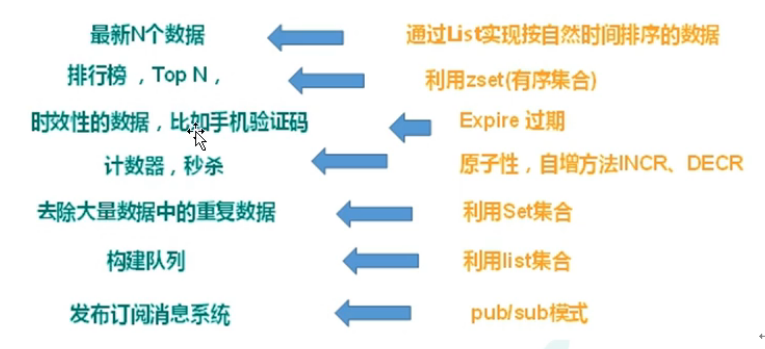 最新N个数据 通过List实现按自然时间排序的数据
排行榜，Top N， 利用zset(有序集合)
时效性的数据，比如手机验证码 Expire 过期
计数器，秒杀 原子性，自增方法INCR、DECR
去除大量数据中的重复数据 利用Set集合
构建队列 利用list集合
发布订阅消息系统 pub/sub模式